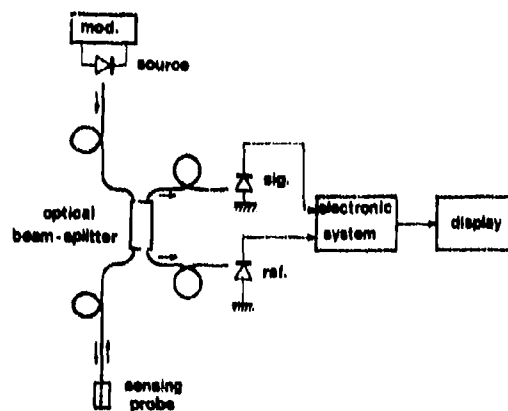 mod.
source
sig.
optical
beam-splitter
electronic
system
display
ref.
sensing
probe